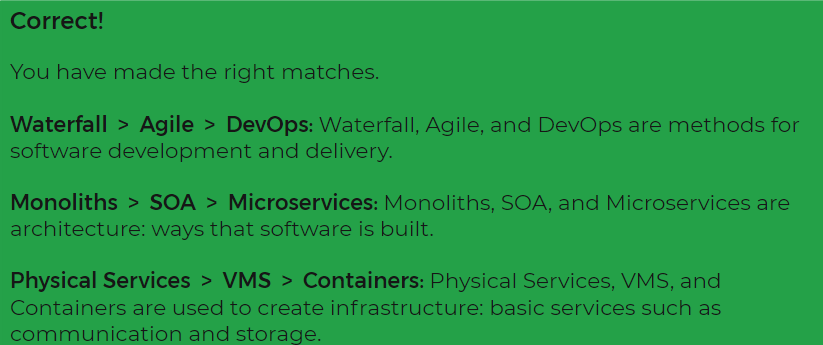 Correct!
You have made the right matches.
Waterfall > Agile > DevOps: Waterfall, Agile, and DevOps are methods for
software development and delivery.
Monoliths > SOA > Microservices: Monoliths, SOA, and Microservices are
architecture: ways that software is built.
Physical Services > VMS > Containers: Physical Services, VMS, and
Containers are used to create infrastructure: basic services such as
communication and storage.